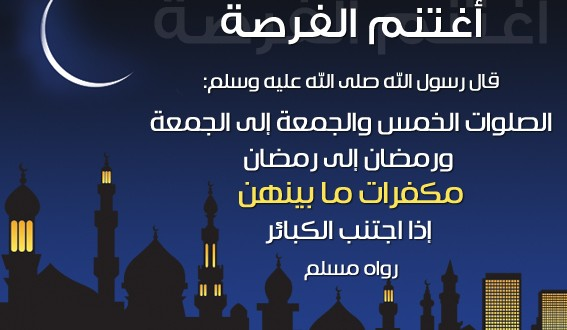 أغتنم الفرصة
قال رسول الله صلى الله عليه وسلم:
الصلوات الخمس والجمعة إلى الجمعة
ورمضان إلى رمضان
مكفرات ما بينهن
إذا اجتنب الكبائر
رواه مسلم